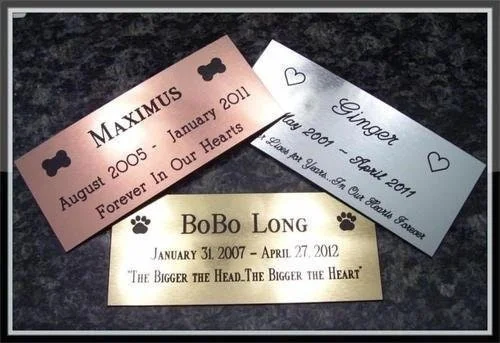 MAXIMUS
AUGUST 2005 - JANUARY 2011
FOREVER IN OUR HEARTS
Ginger
May 2001 ~ April 2011
Lives for Years...In Our Hearts Forever
BOBO LONG
JANUARY 31, 2007 – APRIL 27, 2012
"THE BIGGER THE HEAD..THE BIGGER THE HEART"